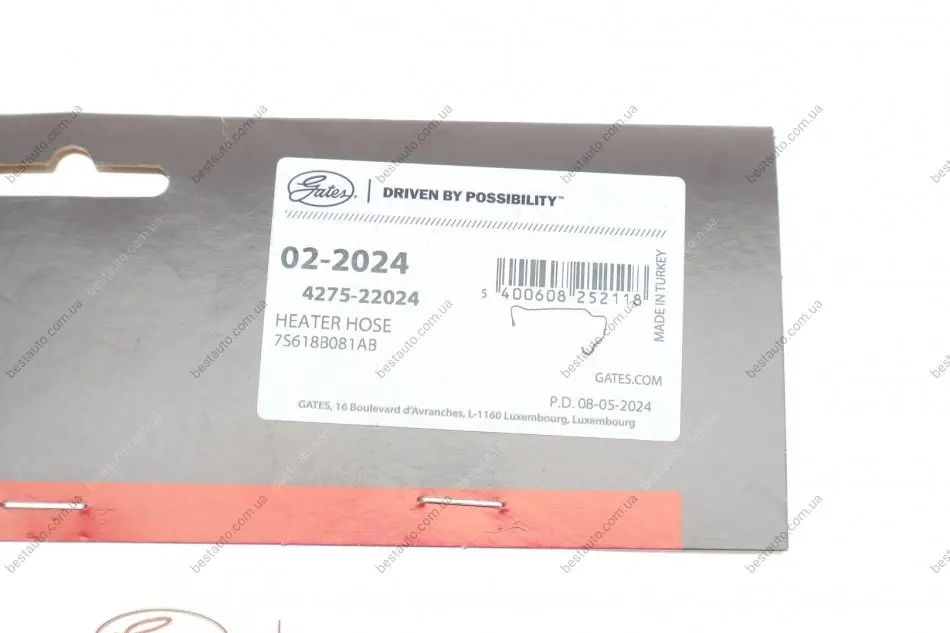 Gates® | DRIVEN BY POSSIBILITY™
02-2024
4275-22024
HEATER HOSE
7S618B081AB
5 400608 252118
MADE IN TURKEY
GATES.COM
P.D. 08-05-2024
GATES, 16 Boulevard d'Avranches, L-1160 Luxembourg, Luxembourg
bestauto.com.ua